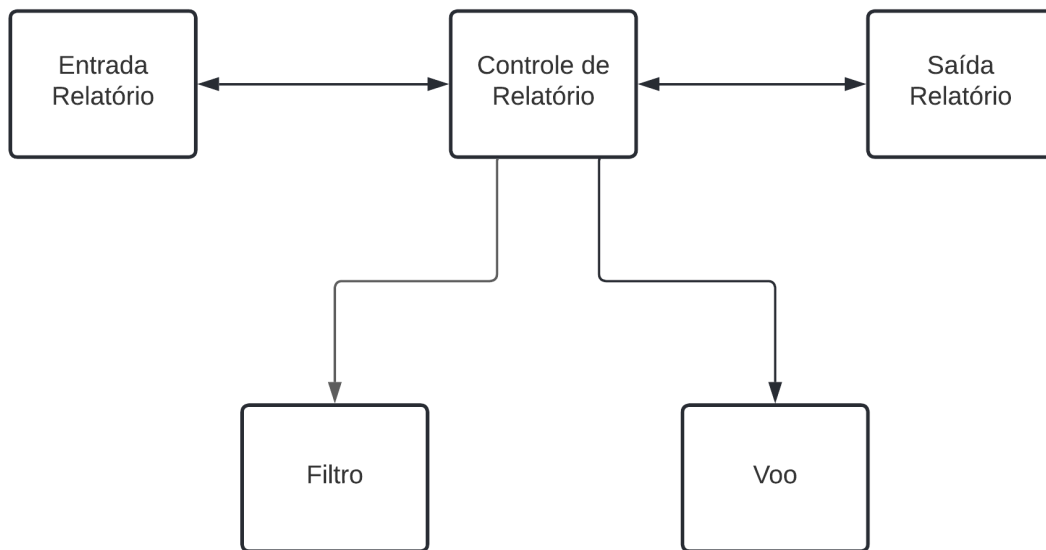 Entrada
Relatório
Controle de
Relatório
Saída
Relatório
Filtro
Voo